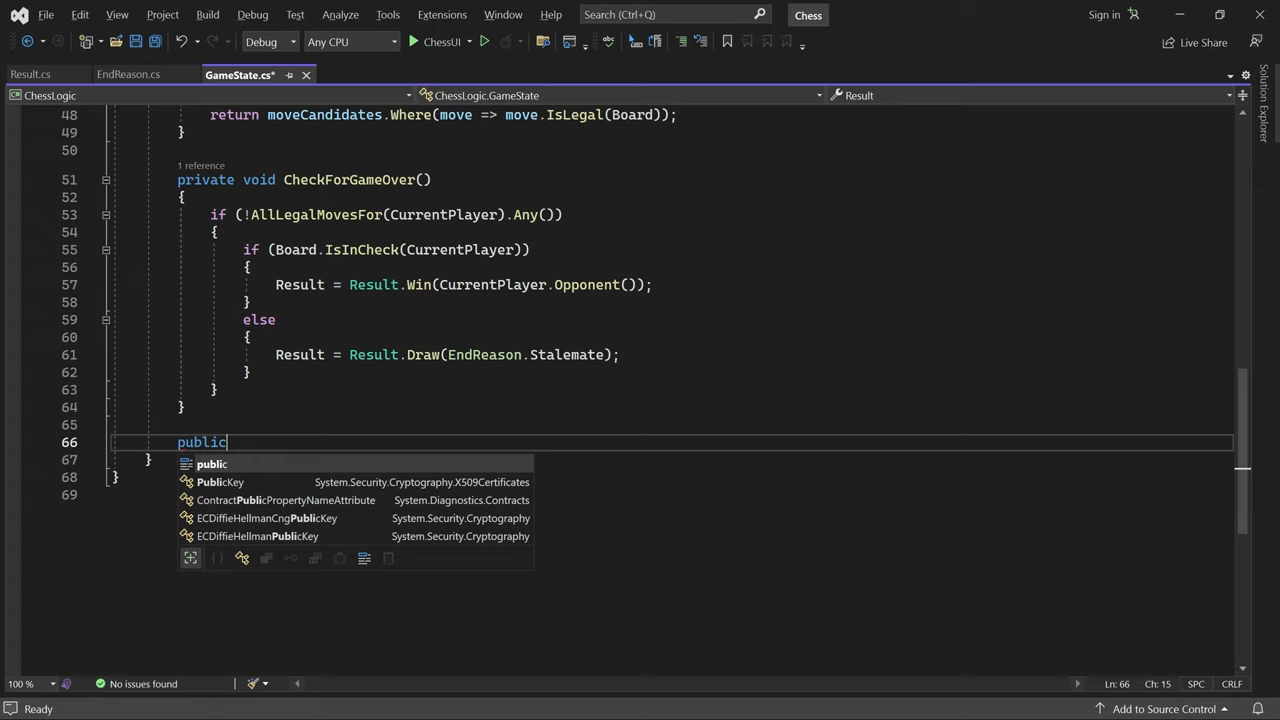 File Edit View Project Build Debug Test Analyze Tools Extensions Window Help Search (Ctrl+Q) Chess Sign in
Debug Any CPU ChessUI Live Share
Result.cs EndReason.cs GameState.cs*
ChessLogic ChessLogic.GameState Result
48 return moveCandidates.Where(move => move.IsLegal(Board));
49 }
50
1 reference
51 private void CheckForGameOver()
52 {
53 if (!AllLegalMovesFor(CurrentPlayer).Any())
54 {
55 if (Board.IsInCheck(CurrentPlayer))
56 {
57 Result = Result.Win(CurrentPlayer.Opponent());
58 }
59 else
60 {
61 Result = Result.Draw(EndReason.Stalemate);
62 }
63 }
64 }
65
66 public
67 }
68 }
69
public
PublicKey System.Security.Cryptography.X509Certificates
ContractPublicPropertyNameAttribute System.Diagnostics.Contracts
ECDiffieHellmanCngPublicKey System.Security.Cryptography
ECDiffieHellmanPublicKey System.Security.Cryptography
Solution Explorer
100 % No issues found Ln: 66 Ch: 15 SPC CRLF
Ready Add to Source Control